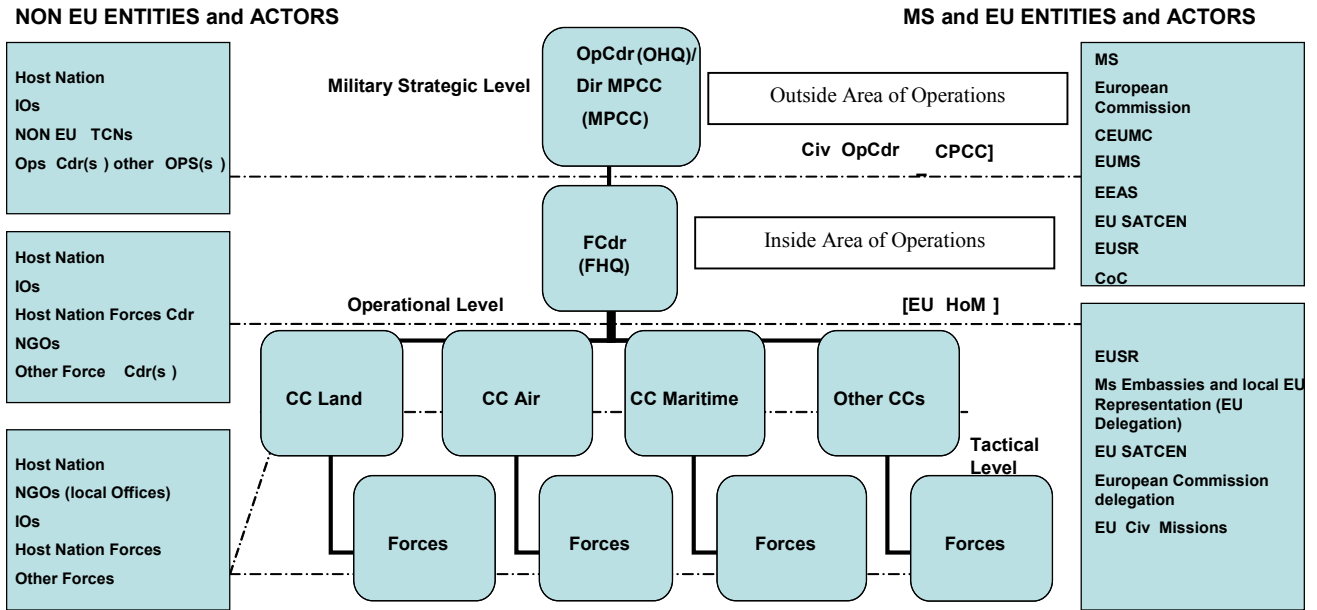 NON EU ENTITIES and ACTORS
MS and EU ENTITIES and ACTORS
Host Nation
IOs
NON EU TCNs
Ops Cdr(s ) other OPS(s )
Military Strategic Level
OpCdr (OHQ)/
Dir MPCC
(MPCC)
Outside Area of Operations
Civ OpCdr _ CPCC]
MS
European
Commission
CEUMC
EUMS
EEAS
EU SATCEN
EUSR
CoC
Host Nation
IOs
Host Nation Forces Cdr
NGOs
Other Force Cdr(s )
FCdr
(FHQ)
Inside Area of Operations
Operational Level
[EU HoM ]
CC Land
CC Air
CC Maritime
Other CCs
Tactical
Level
EUSR
Ms Embassies and local EU
Representation (EU
Delegation)
EU SATCEN
European Commission
delegation
EU Civ Missions
Host Nation
NGOs (local Offices)
IOs
Host Nation Forces
Other Forces
Forces
Forces
Forces
Forces